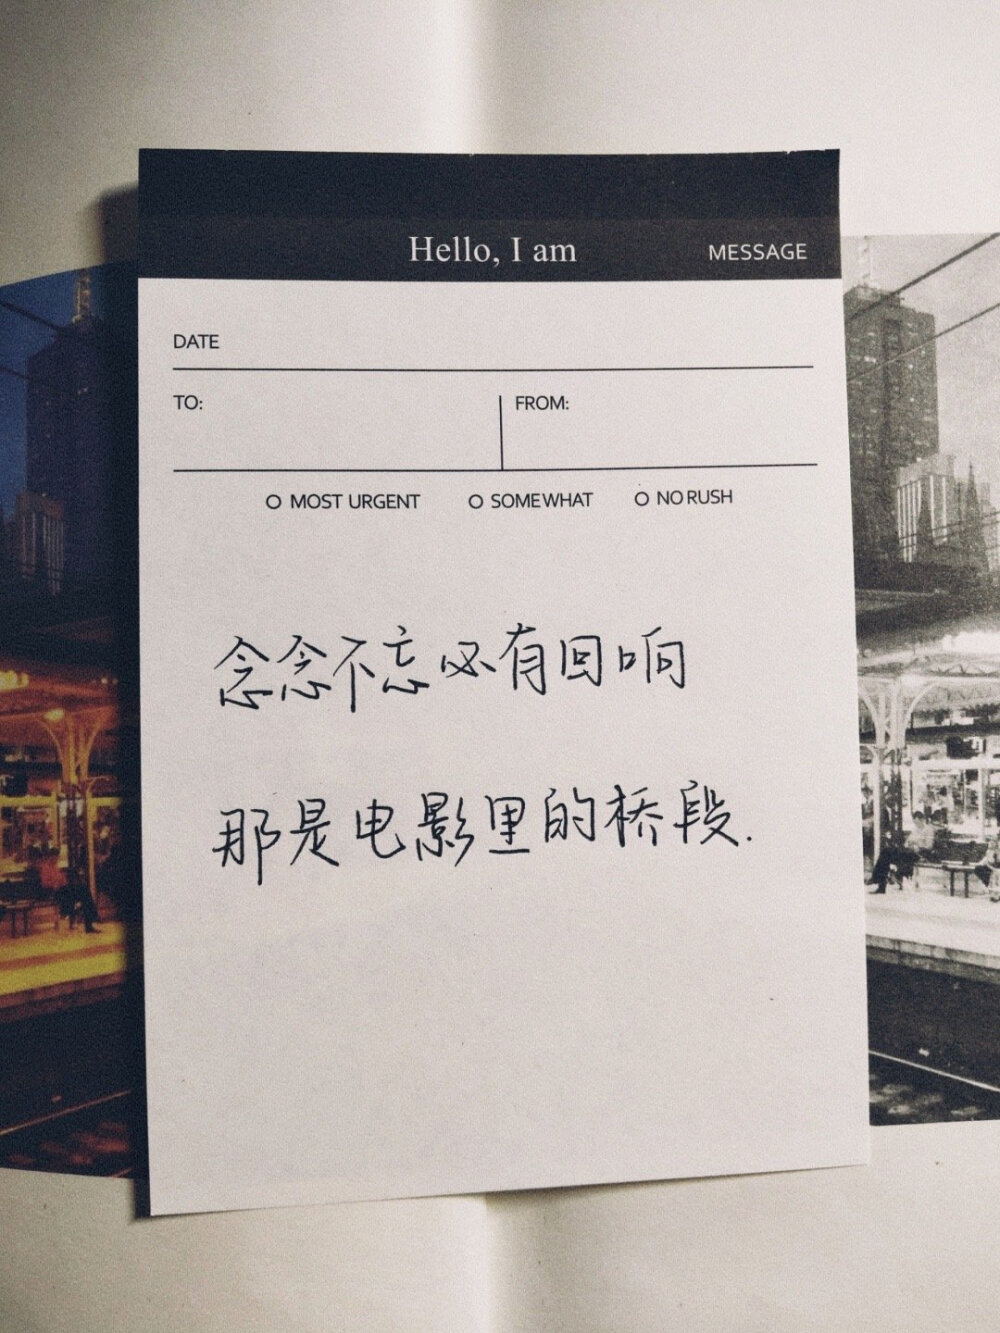 Hello, I am
MESSAGE
DATE
TO:
FROM:
MOST URGENT
SOMEWHAT
NO RUSH
念念不忘必有回响
那是电影里的桥段.